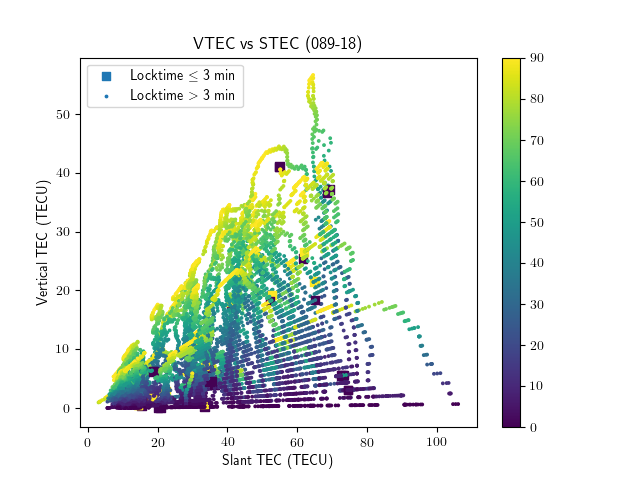 VTEC vs STEC (089-18)
Locktime ≤ 3 min
Locktime > 3 min
Vertical TEC (TECU)
50
40
30
20
10
0
0 20 40 60 80 100
Slant TEC (TECU)
90
80
70
60
50
40
30
20
10
0